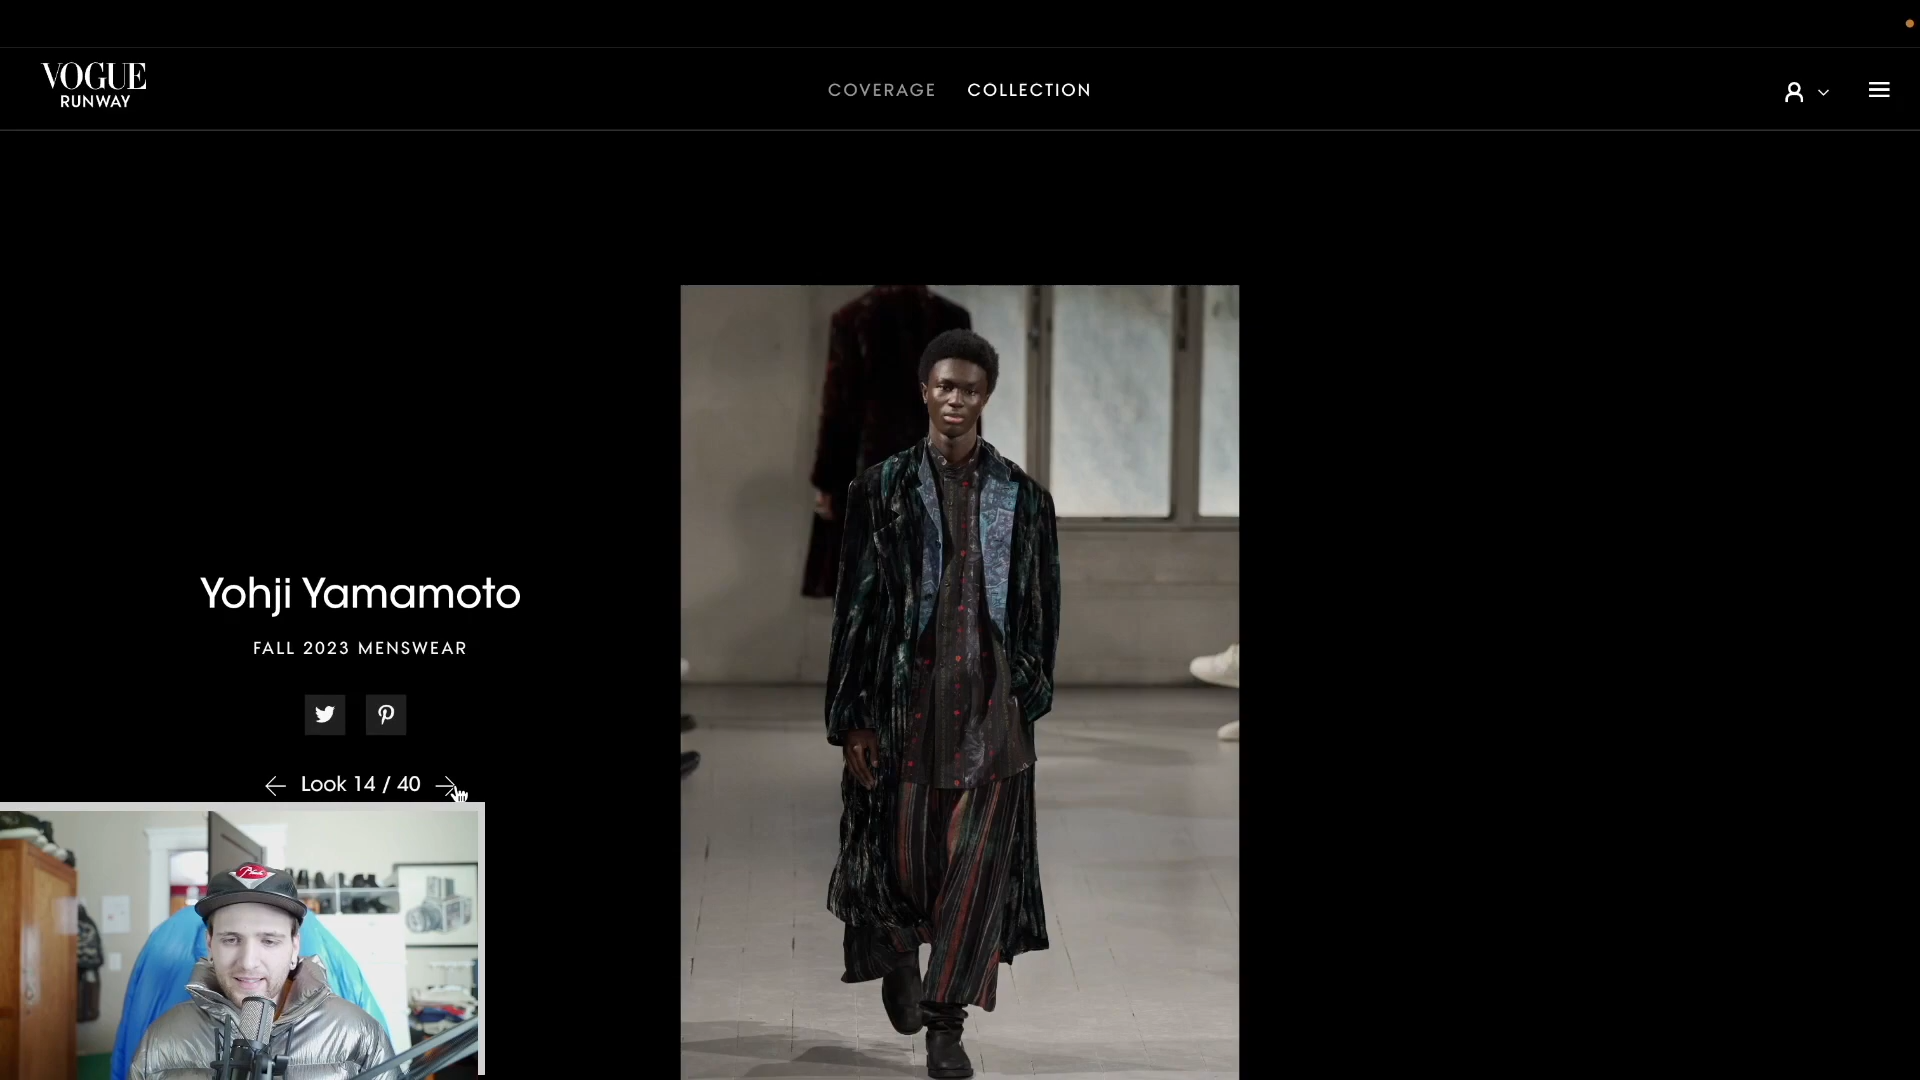 VOGUE
RUNWAY
COVERAGE COLLECTION
Yohji Yamamoto
FALL 2023 MENSWEAR
Look 14 / 40